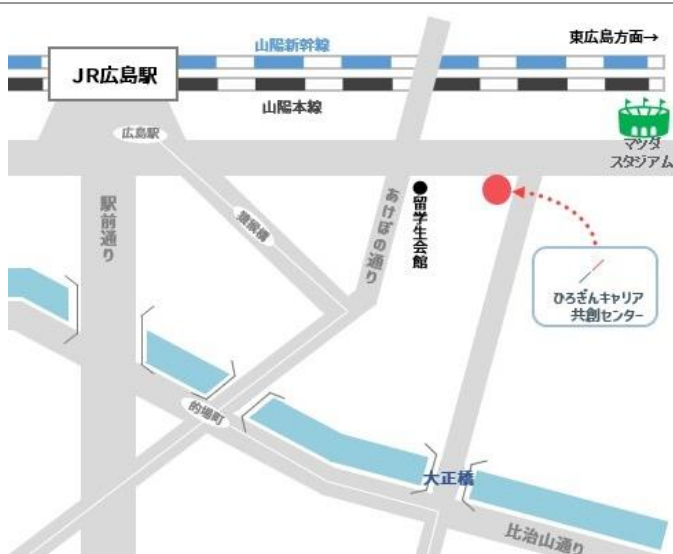 山陽新幹線
東広島方面→
JR広島駅
山陽本線
広島駅
マツダ
スタジアム
駅前通り
猿猴橋
あけぼの通り
留学生会館
ひろぎんキャリア
共創センター
的場町
大正橋
比治山通り